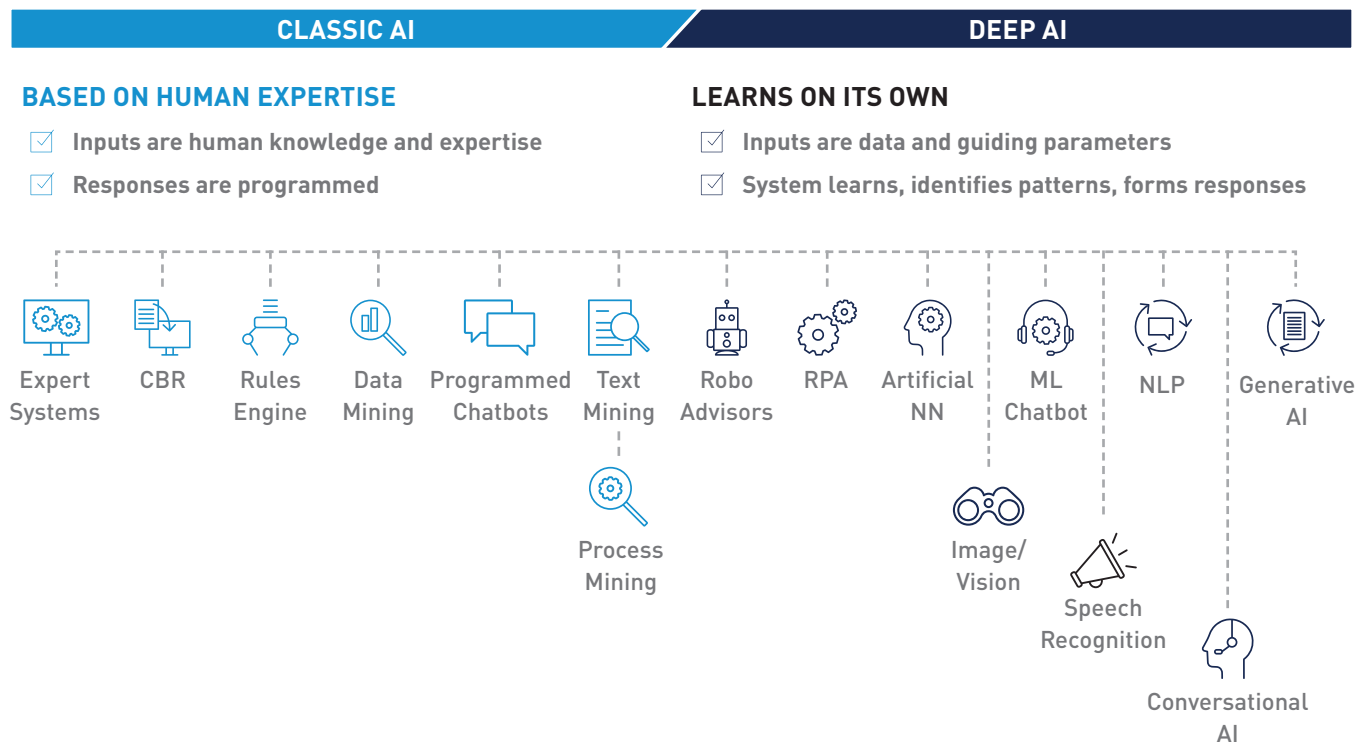 CLASSIC AI
DEEP AI
BASED ON HUMAN EXPERTISE
Inputs are human knowledge and expertise
Responses are programmed
LEARNS ON ITS OWN
Inputs are data and guiding parameters
System learns, identifies patterns, forms responses
Expert
Systems
CBR
Rules
Engine
Data
Mining
Programmed
Chatbots
Text
Mining
Robo
Advisors
RPA
Artificial
NN
ML
Chatbot
NLP
Generative
AI
Process
Mining
Image/
Vision
Speech
Recognition
Conversational
AI